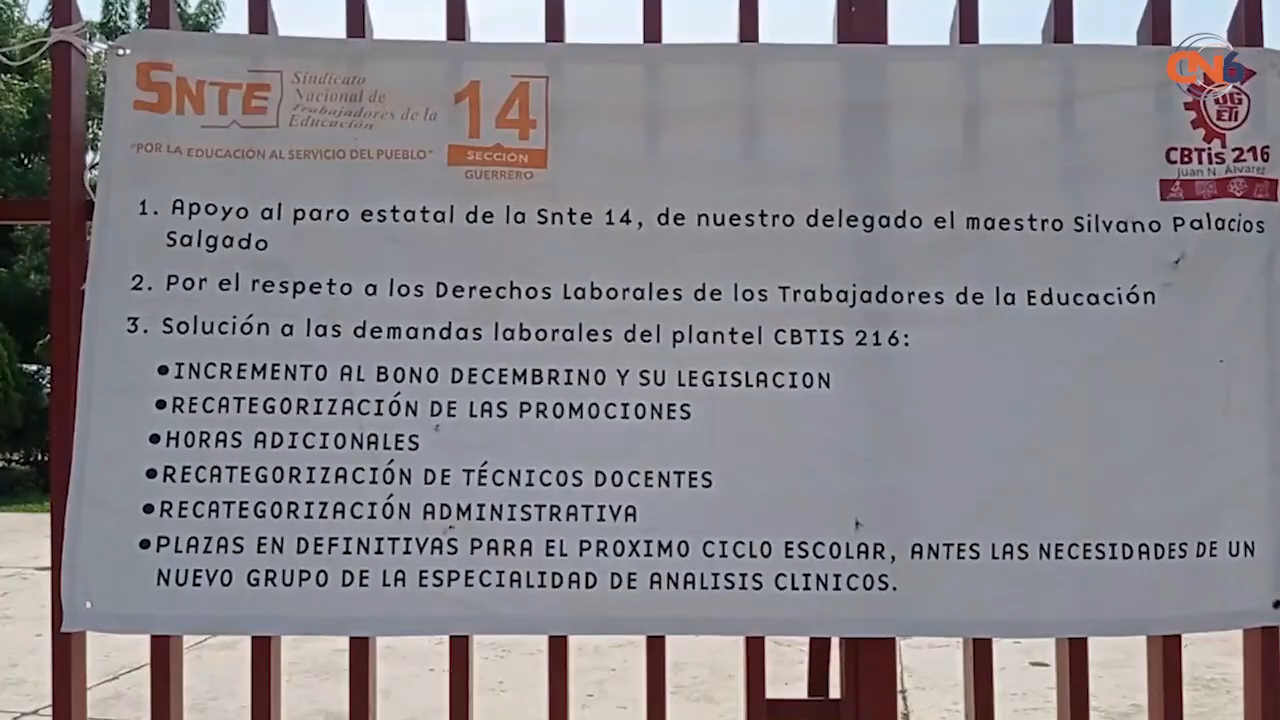 CN6
SNTE
Sindicato
Nacional de
Trabajadores de la
Educación
"POR LA EDUCACIÓN AL SERVICIO DEL PUEBLO"
14
SECCIÓN
GUERRERO
DG
ETI
CBTis 216
Juan N. Álvarez
1. Apoyo al paro estatal de la Snte 14, de nuestro delegado el maestro Silvano Palacios
Salgado
2. Por el respeto a los Derechos Laborales de los Trabajadores de la Educación
3. Solución a las demandas laborales del plantel CBTIS 216:
•INCREMENTO AL BONO DECEMBRINO Y SU LEGISLACION
•RECATEGORIZACIÓN DE LAS PROMOCIONES
•HORAS ADICIONALES
•RECATEGORIZACIÓN DE TÉCNICOS DOCENTES
•RECATEGORIZACIÓN ADMINISTRATIVA
•PLAZAS EN DEFINITIVAS PARA EL PROXIMO CICLO ESCOLAR, ANTES LAS NECESIDADES DE UN
NUEVO GRUPO DE LA ESPECIALIDAD DE ANALISIS CLINICOS.